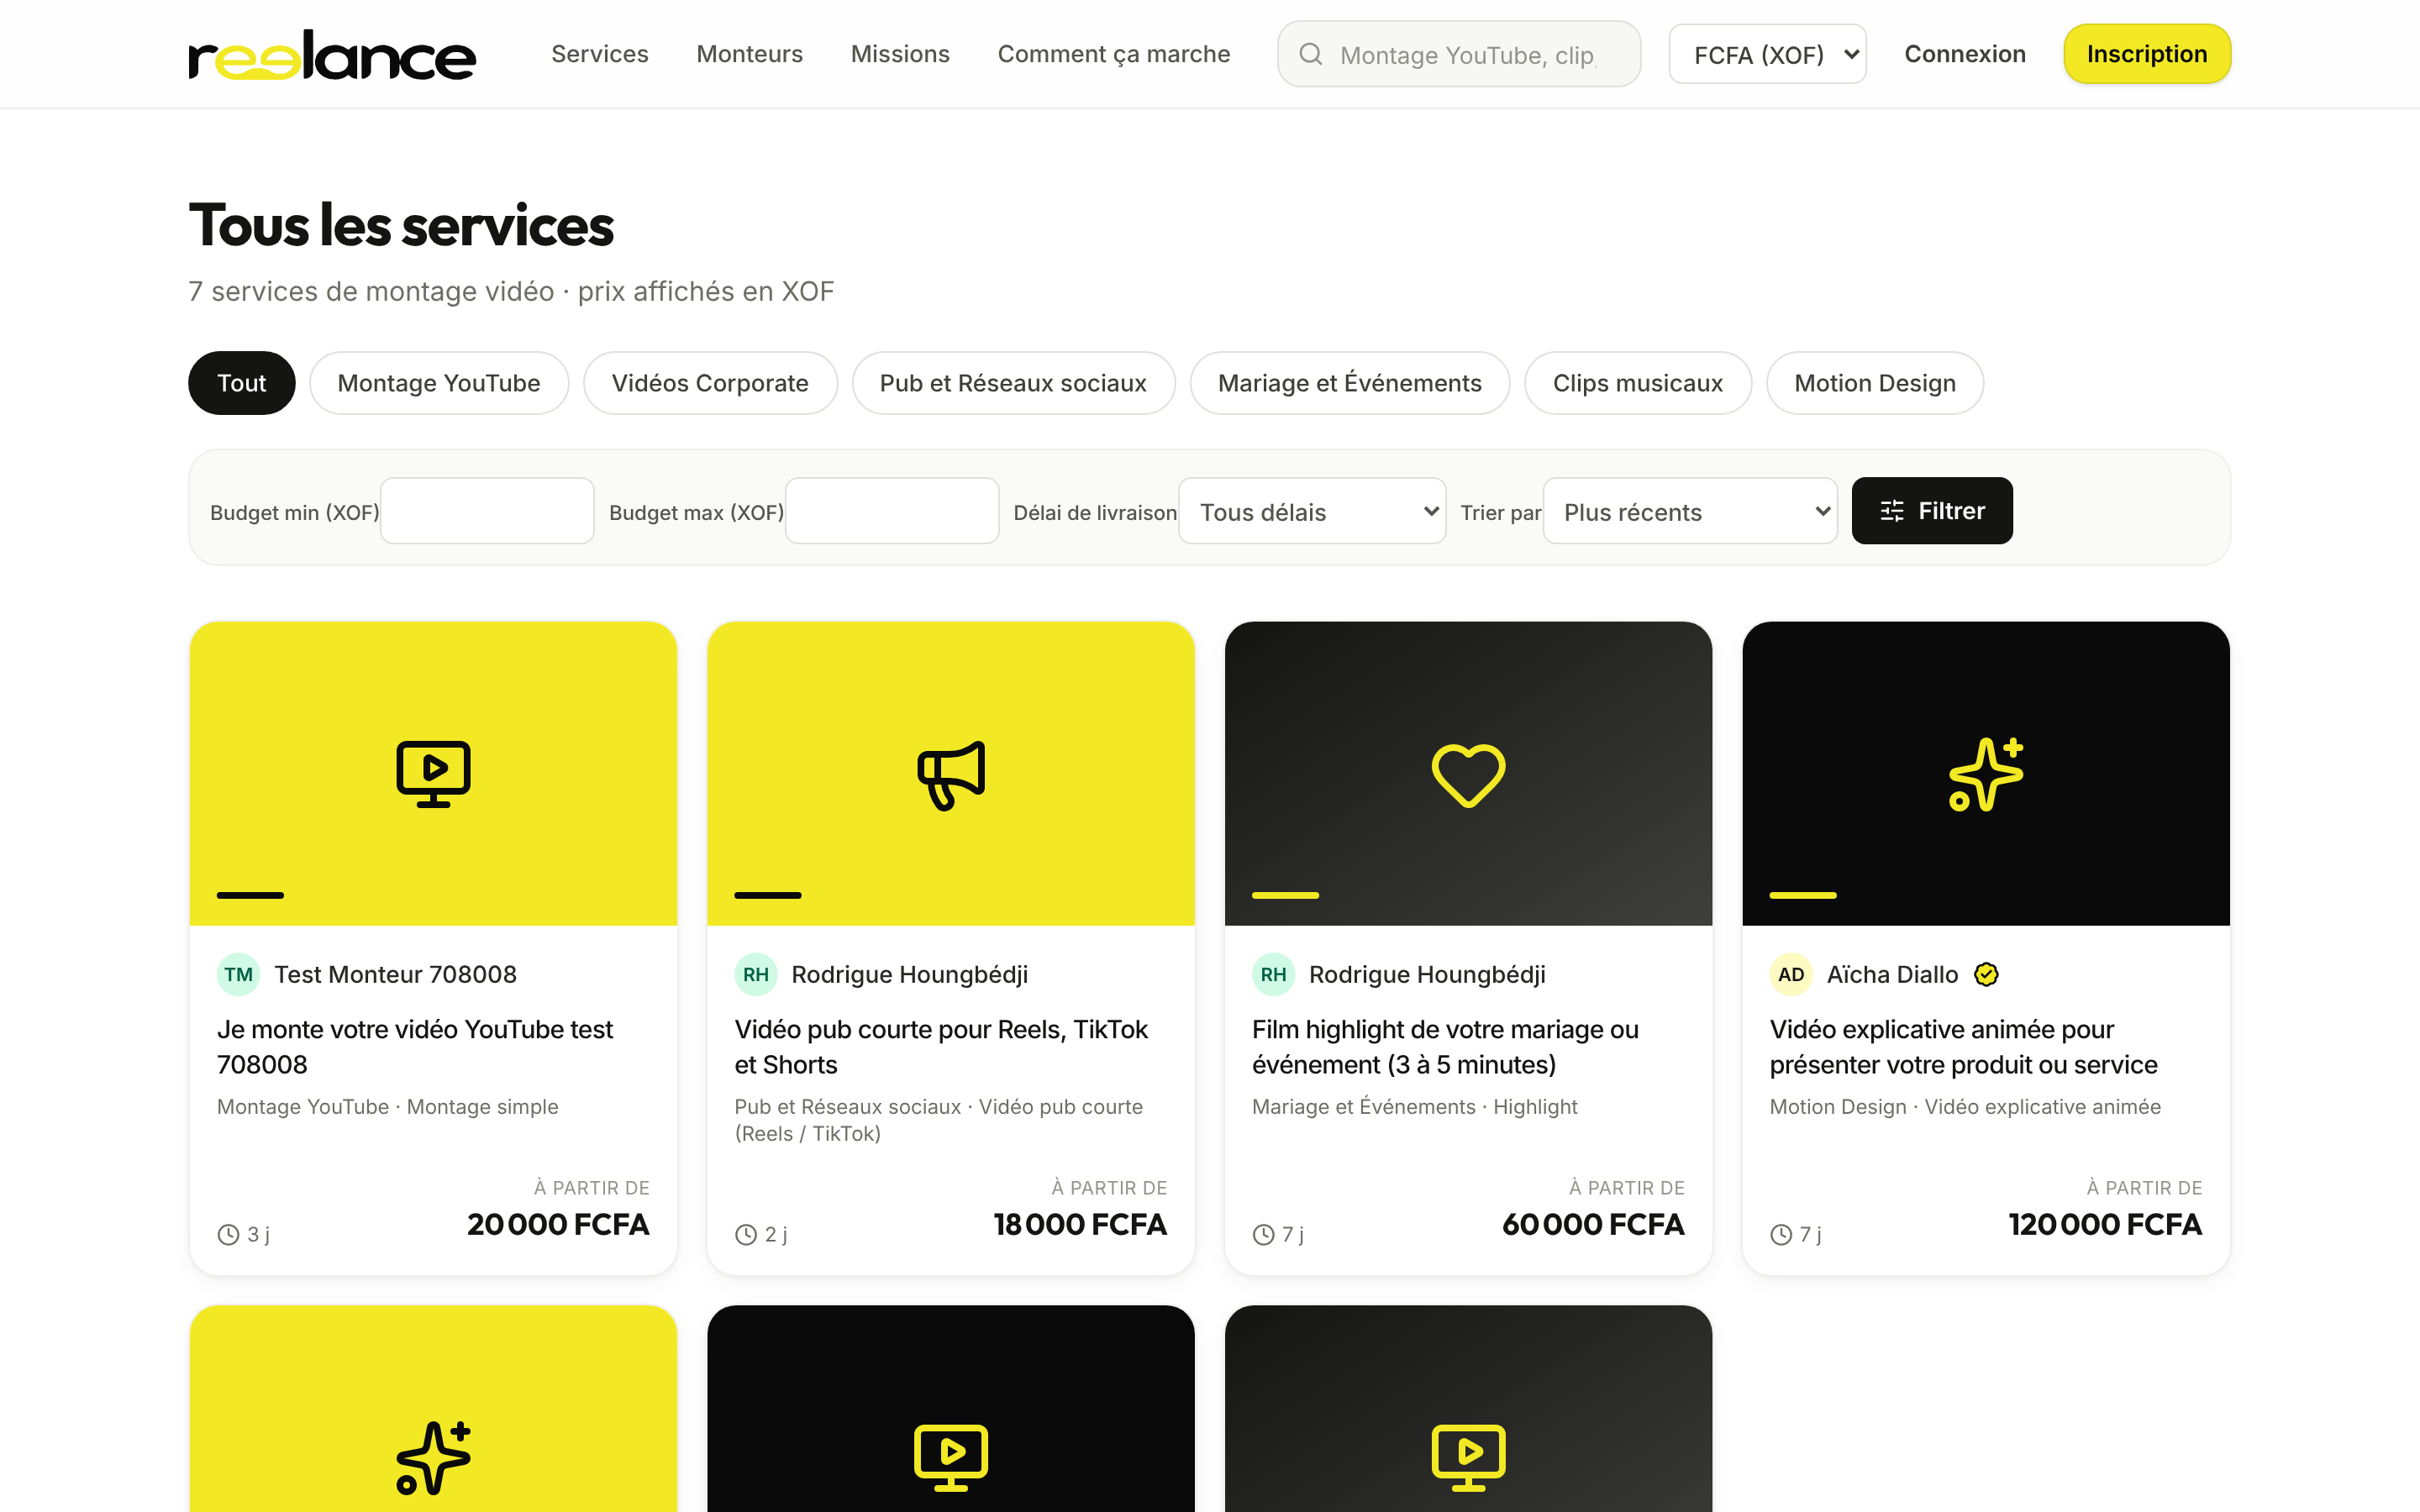 reelance Services Monteurs Missions Comment ça marche Montage YouTube, clip FCFA (XOF) Connexion Inscription
Tous les services
7 services de montage vidéo · prix affichés en XOF
Tout Montage YouTube Vidéos Corporate Pub et Réseaux sociaux Mariage et Événements Clips musicaux Motion Design
Budget min (XOF) Budget max (XOF) Délai de livraison Tous délais Trier par Plus récents Filtrer
TM Test Monteur 708008
Je monte votre vidéo YouTube test
708008
Montage YouTube · Montage simple
À PARTIR DE
3 j 20 000 FCFA
RH Rodrigue Houngbédji
Vidéo pub courte pour Reels, TikTok
et Shorts
Pub et Réseaux sociaux · Vidéo pub courte
(Reels / TikTok)
À PARTIR DE
2 j 18 000 FCFA
RH Rodrigue Houngbédji
Film highlight de votre mariage ou
événement (3 à 5 minutes)
Mariage et Événements · Highlight
À PARTIR DE
7 j 60 000 FCFA
AD Aïcha Diallo
Vidéo explicative animée pour
présenter votre produit ou service
Motion Design · Vidéo explicative animée
À PARTIR DE
7 j 120 000 FCFA